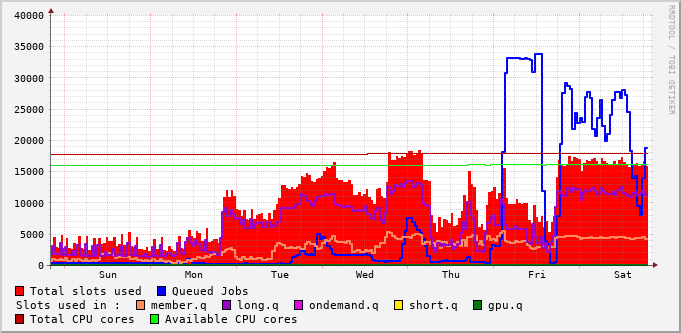 RRDTOOL / TOBI OETIKER
40000
35000
30000
25000
20000
15000
10000
5000
0
Sun Mon Tue Wed Thu Fri Sat
Total slots used Queued Jobs
Slots used in : member.q long.q ondemand.q short.q gpu.q
Total CPU cores Available CPU cores